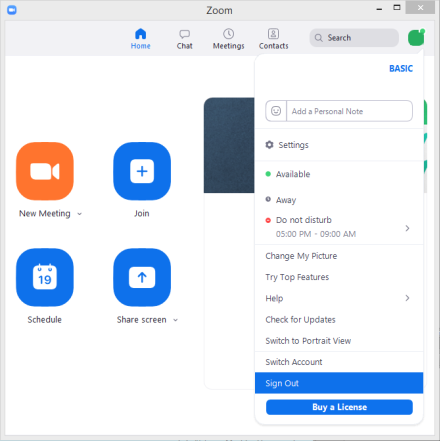 Zoom
Home
Chat
Meetings
Contacts
Search
BASIC
Add a Personal Note
Settings
Available
Away
Do not disturb
05:00 PM - 09:00 AM
Change My Picture
Try Top Features
Help
Check for Updates
Switch to Portrait View
Switch Account
Sign Out
Buy a License
New Meeting
Join
19
Schedule
Share screen